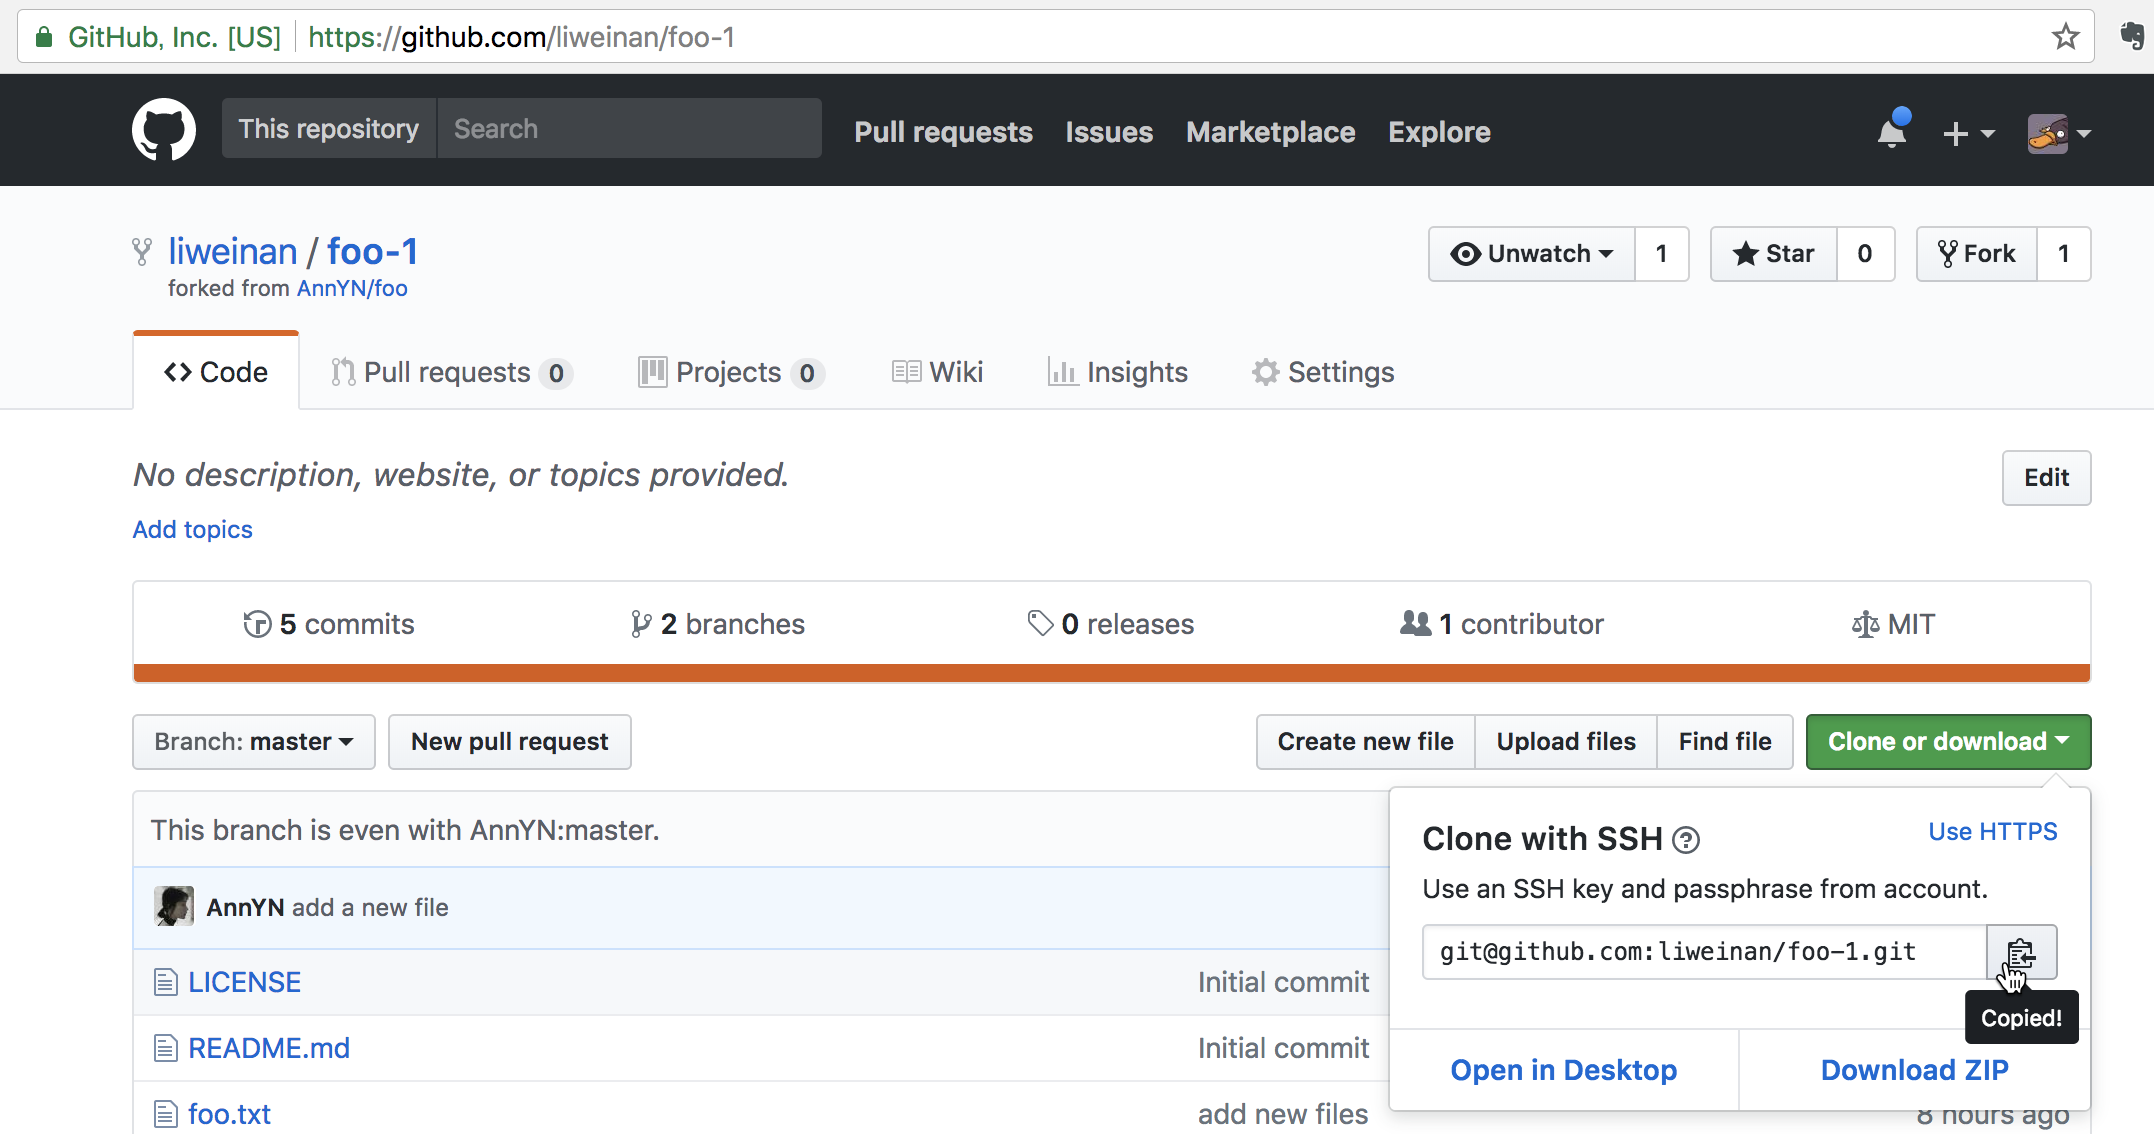 GitHub, Inc. [US] https://github.com/liweinan/foo-1
This repository Search Pull requests Issues Marketplace Explore
liweinan / foo-1 Unwatch 1 Star 0 Fork 1
forked from AnnYN/foo
Code Pull requests 0 Projects 0 Wiki Insights Settings
No description, website, or topics provided. Edit
Add topics
5 commits 2 branches 0 releases 1 contributor MIT
Branch: master New pull request Create new file Upload files Find file Clone or download
This branch is even with AnnYN:master.
Clone with SSH ? Use HTTPS
Use an SSH key and passphrase from account.
AnnYN add a new file
git@github.com:liweinan/foo-1.git
LICENSE Initial commit
Copied!
README.md Initial commit
Open in Desktop Download ZIP
foo.txt add new files 8 hours ago